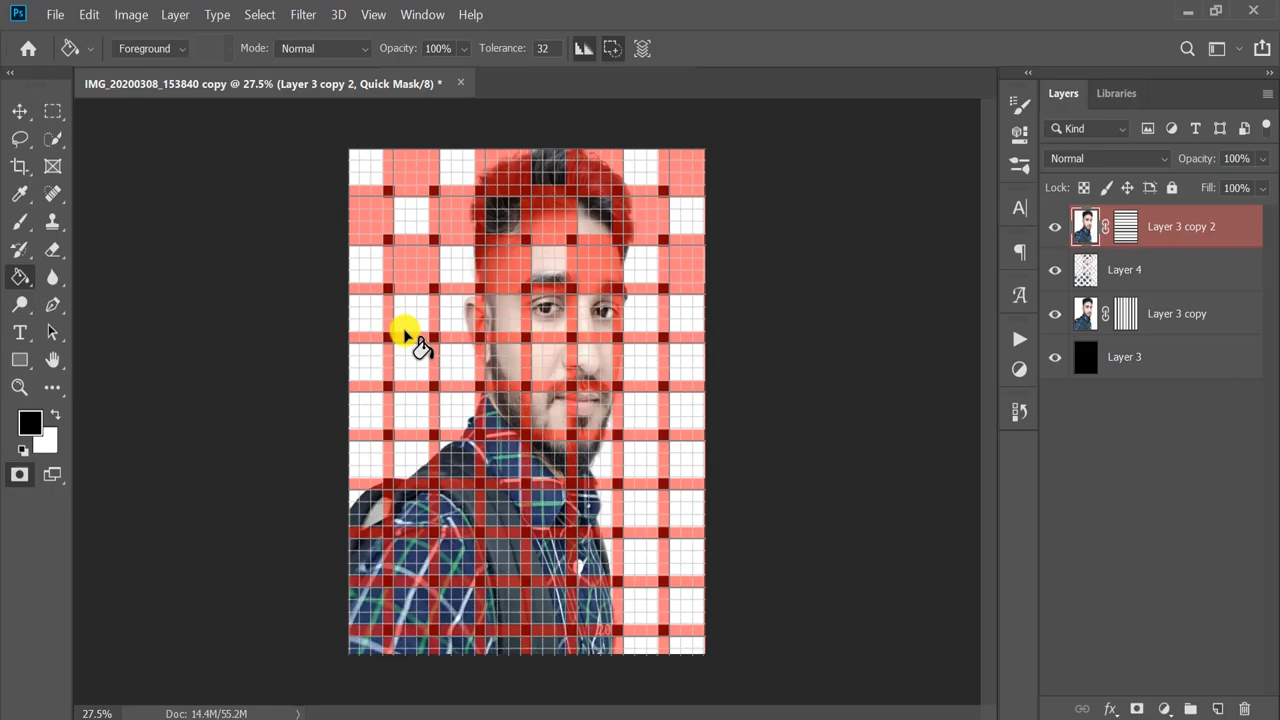 Ps File Edit Image Layer Type Select Filter 3D View Window Help
Foreground Mode: Normal Opacity: 100% Tolerance: 32
IMG_20200308_153840 copy @ 27.5% (Layer 3 copy 2, Quick Mask/8) *
Layers Libraries
Kind
Normal Opacity: 100%
Lock: Fill: 100%
Layer 3 copy 2
Layer 4
Layer 3 copy
Layer 3
27.5% Doc: 14.4M/55.2M